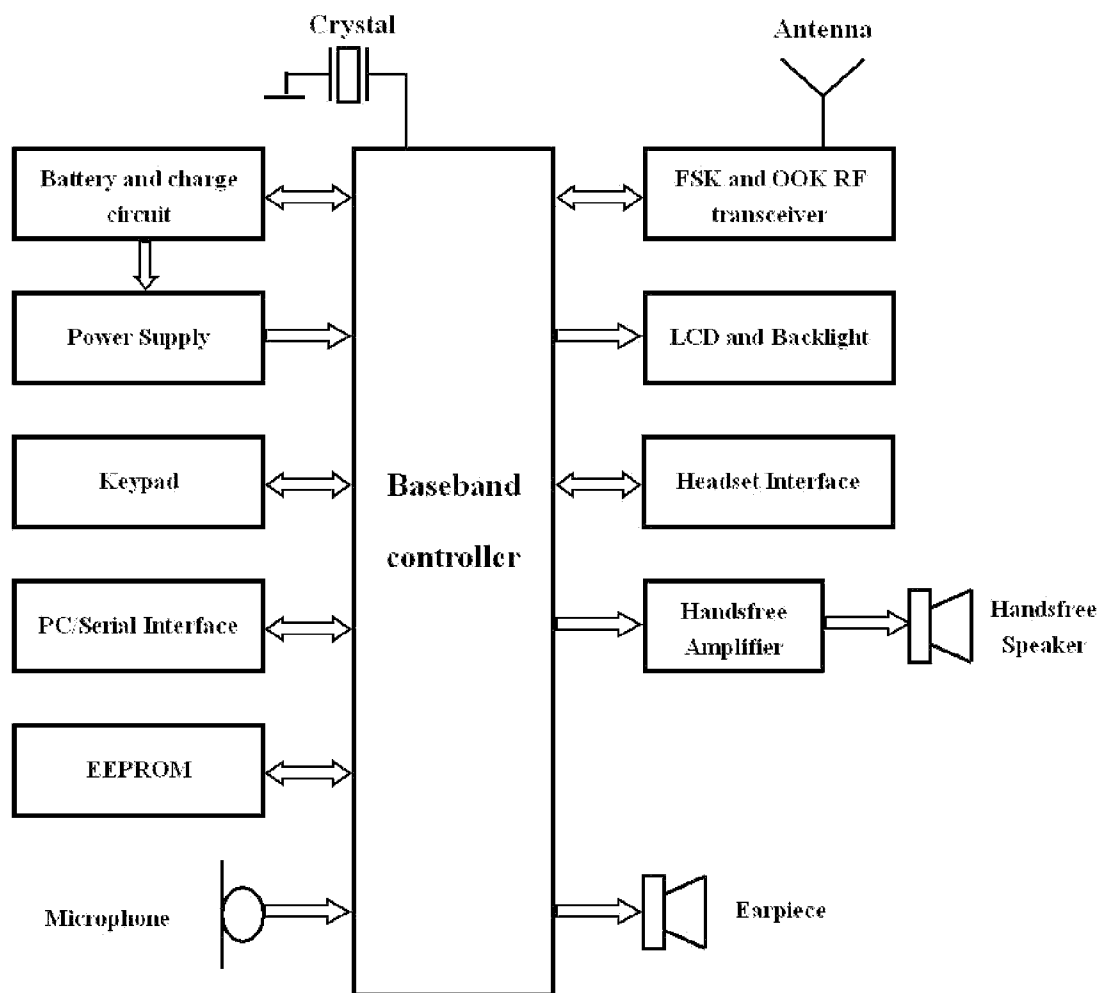 Crystal
Antenna
Battery and charge
circuit
FSK and OOK RF
transceiver
Power Supply
LCD and Backlight
Keypad
Baseband
controller
Headset Interface
PC/Serial Interface
Handsfree
Amplifier
Handsfree
Speaker
EEPROM
Microphone
Earpiece